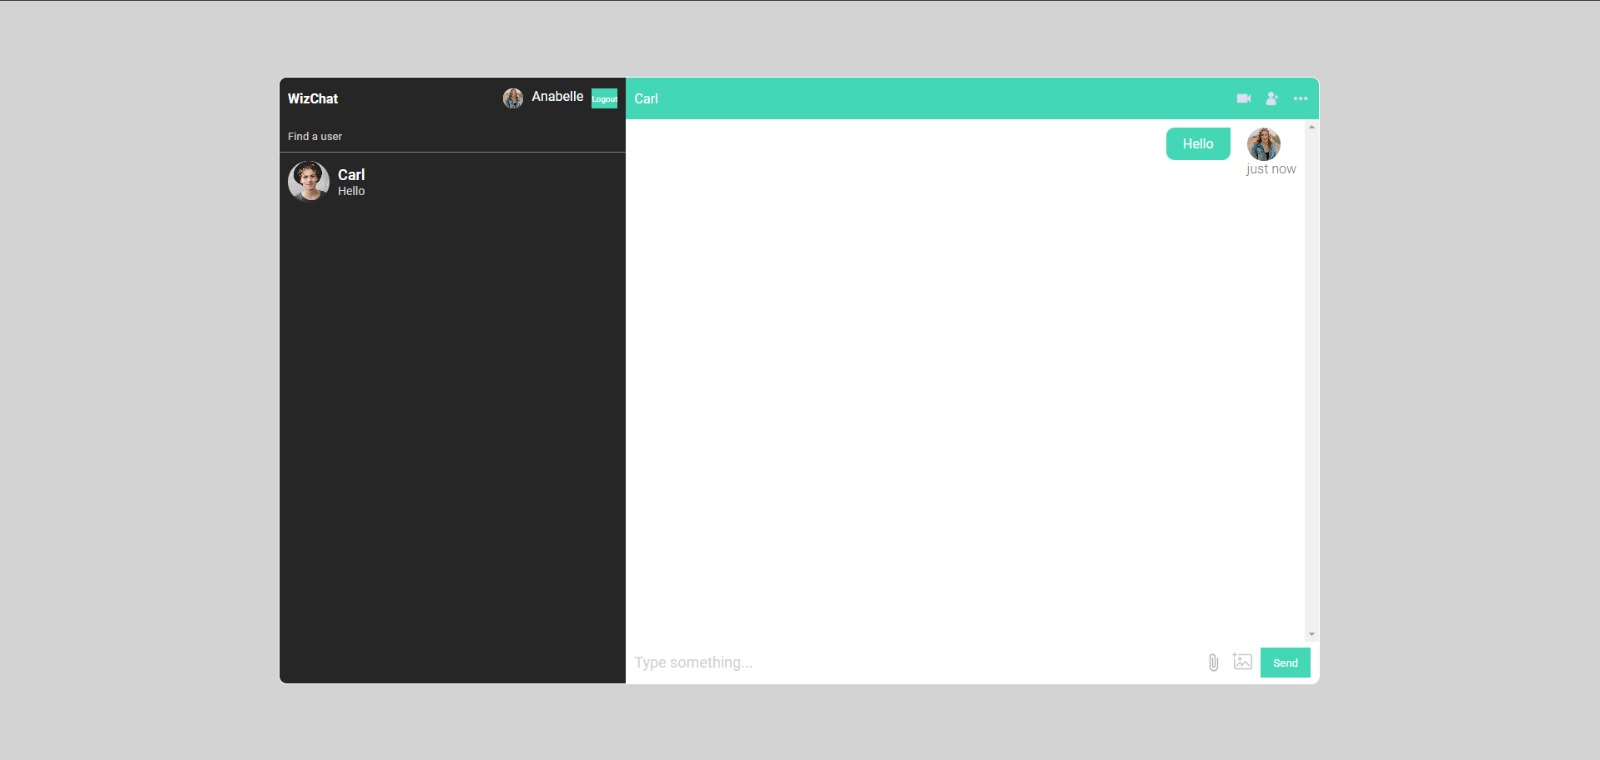 WizChat
Anabelle
Logout
Find a user
Carl
Hello
Carl
Hello
just now
Type something...
Send